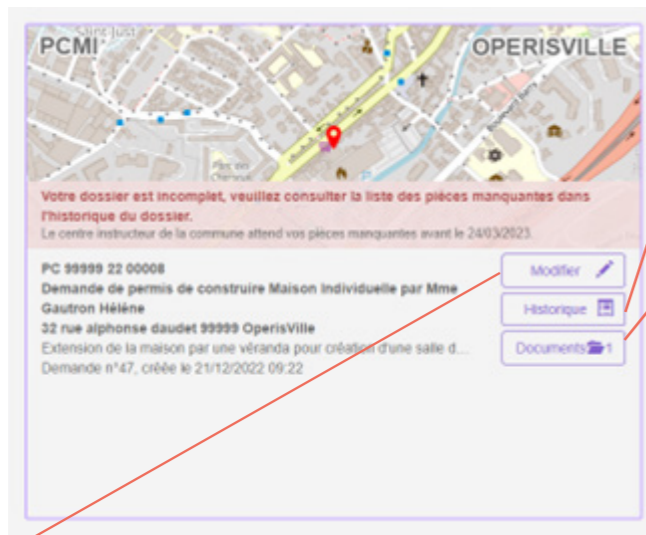 Saint-Just
PCMI
OPERISVILLE
Parc des
Votre dossier est incomplet, veuillez consulter la liste des pièces manquantes dans
l'historique du dossier.
Le centre instructeur de la commune attend vos pièces manquantes avant le 24/03/2023.
PC 99999 22 00008
Demande de permis de construire Maison Individuelle par Mme
Gautron Hélène
32 rue alphonse daudet 99999 OperisVille
Extension de la maison par une véranda pour création d'une salle d...
Demande n°47, créée le 21/12/2022 09:22
Modifier
Historique
Documents 1